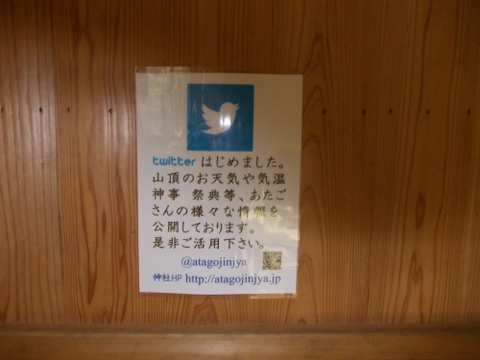 twitter はじめました。
山頂のお天気や気温
神事 祭典等、あたご
さんの様々な情報を
公開しております。
是非ご活用下さい。
@atagojinjya
神社HP http://atagojinjya.jp